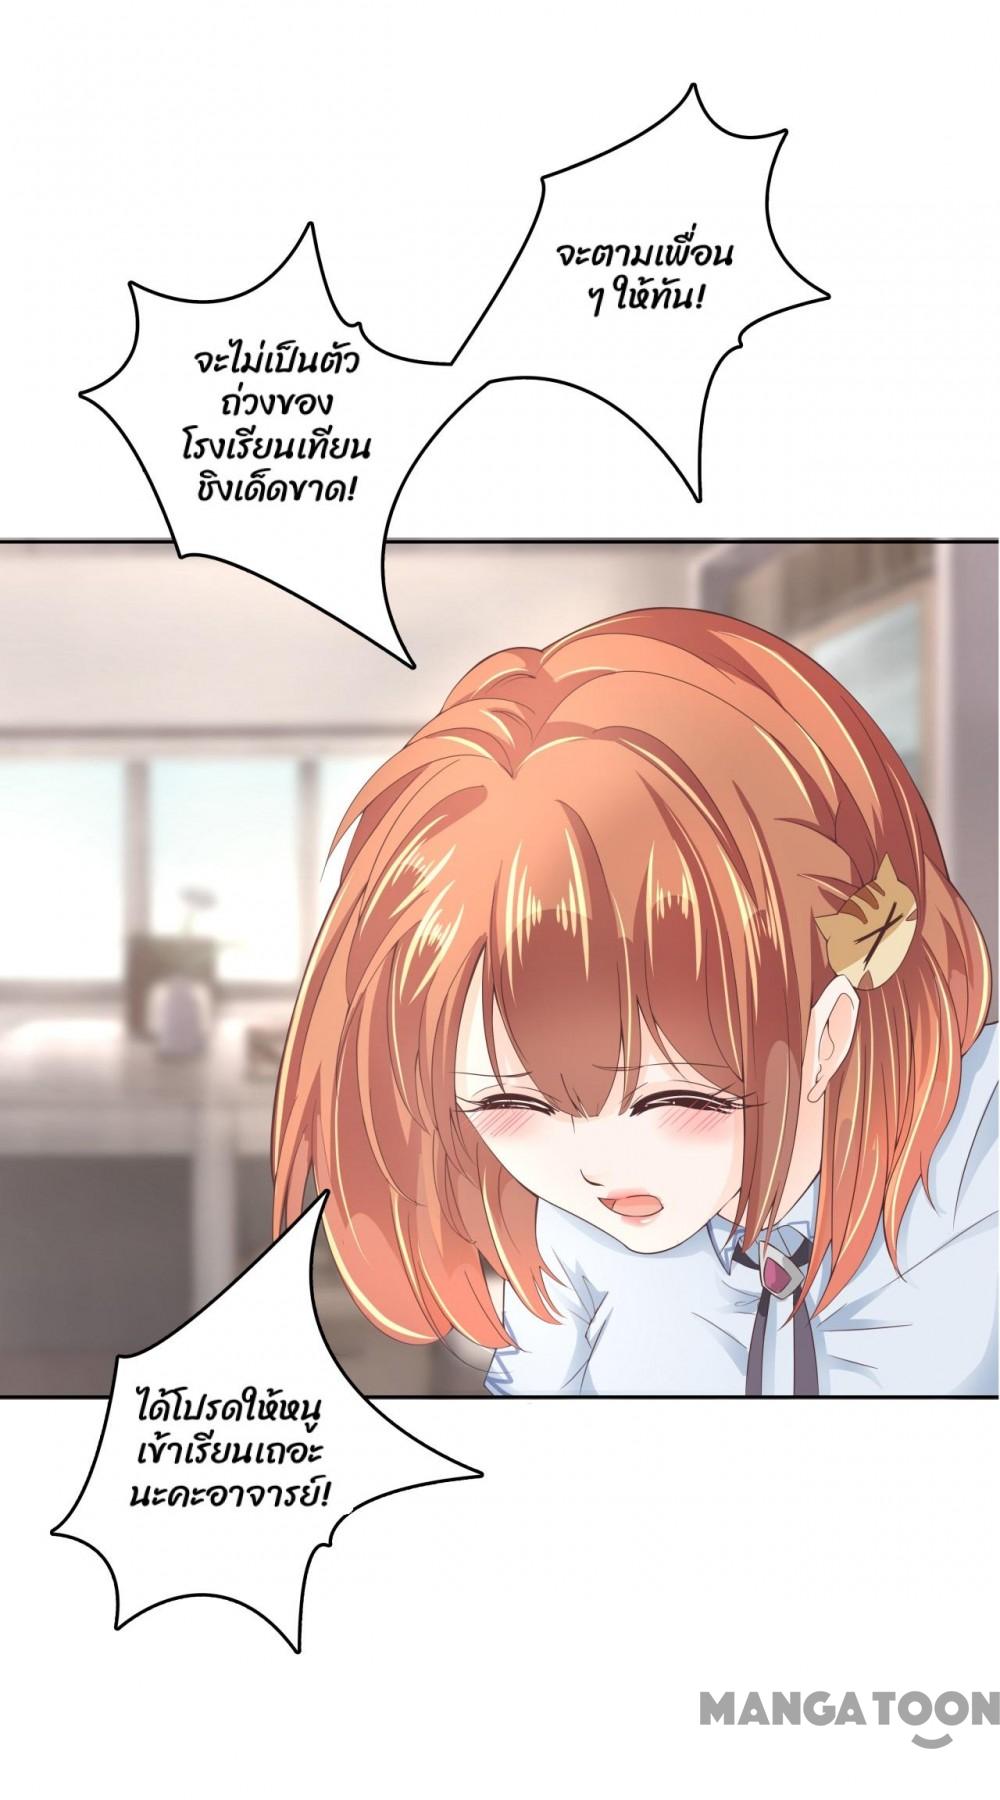 จะตามเพื่อน
ๆ ให้ทัน!
จะไม่เป็นตัว
ถ่วงของ
โรงเรียนเทียน
ชิงเด็ดขาด!
ได้โปรดให้หนู
เข้าเรียนเถอะ
นะคะอาจารย์!
MANGATOON